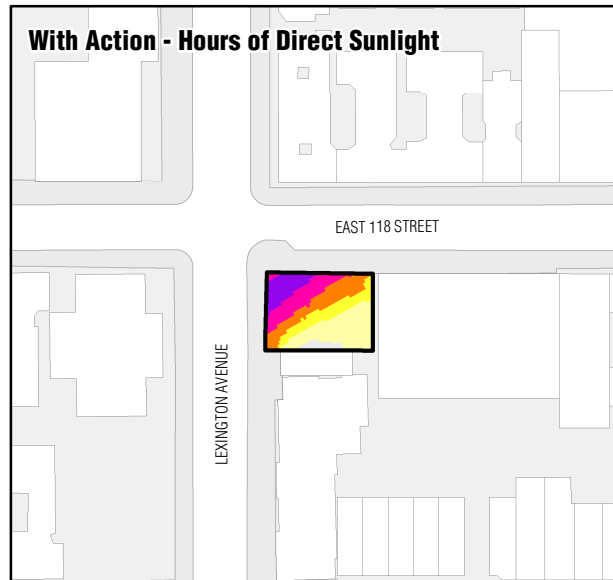 With Action - Hours of Direct Sunlight
EAST 118 STREET
LEXINGTON AVENUE